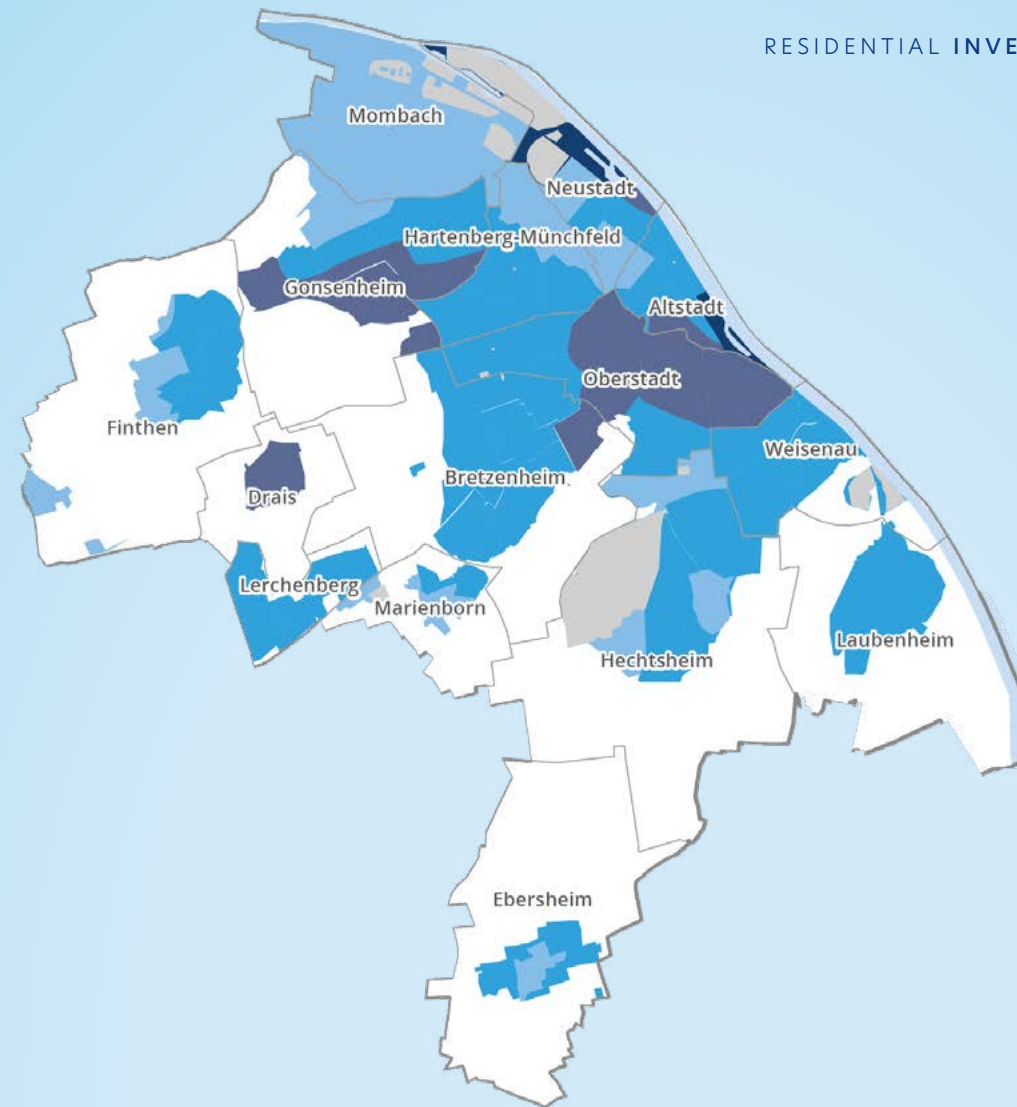 RESIDENTIAL INVE
Mombach
Neustadt
Hartenberg-Münchfeld
Gonsenheim
Altstadt
Oberstadt
Finthen
Weisenau
Bretzenheim
Drais
Lerchenberg
Marienborn
Laubenheim
Hechtsheim
Ebersheim